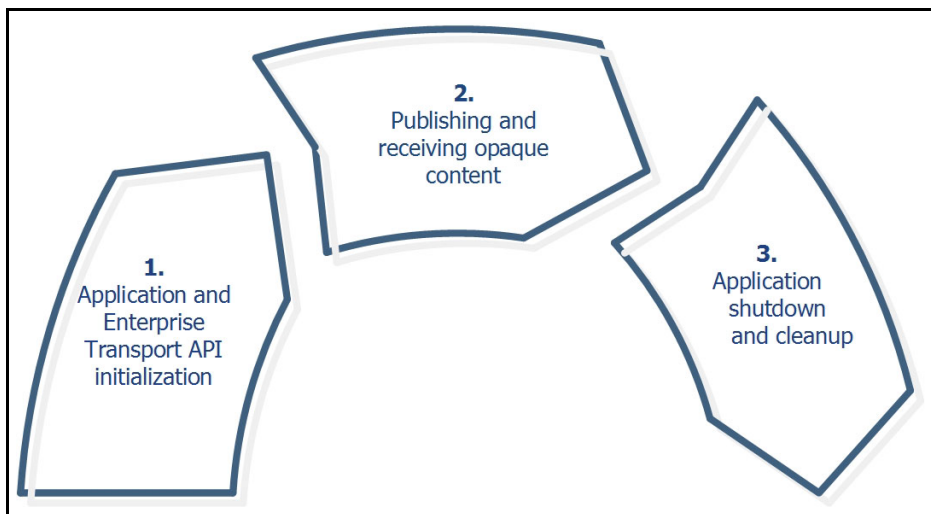 1.
Application and
Enterprise
Transport API
initialization
2.
Publishing and
receiving opaque
content
3.
Application
shutdown
and cleanup